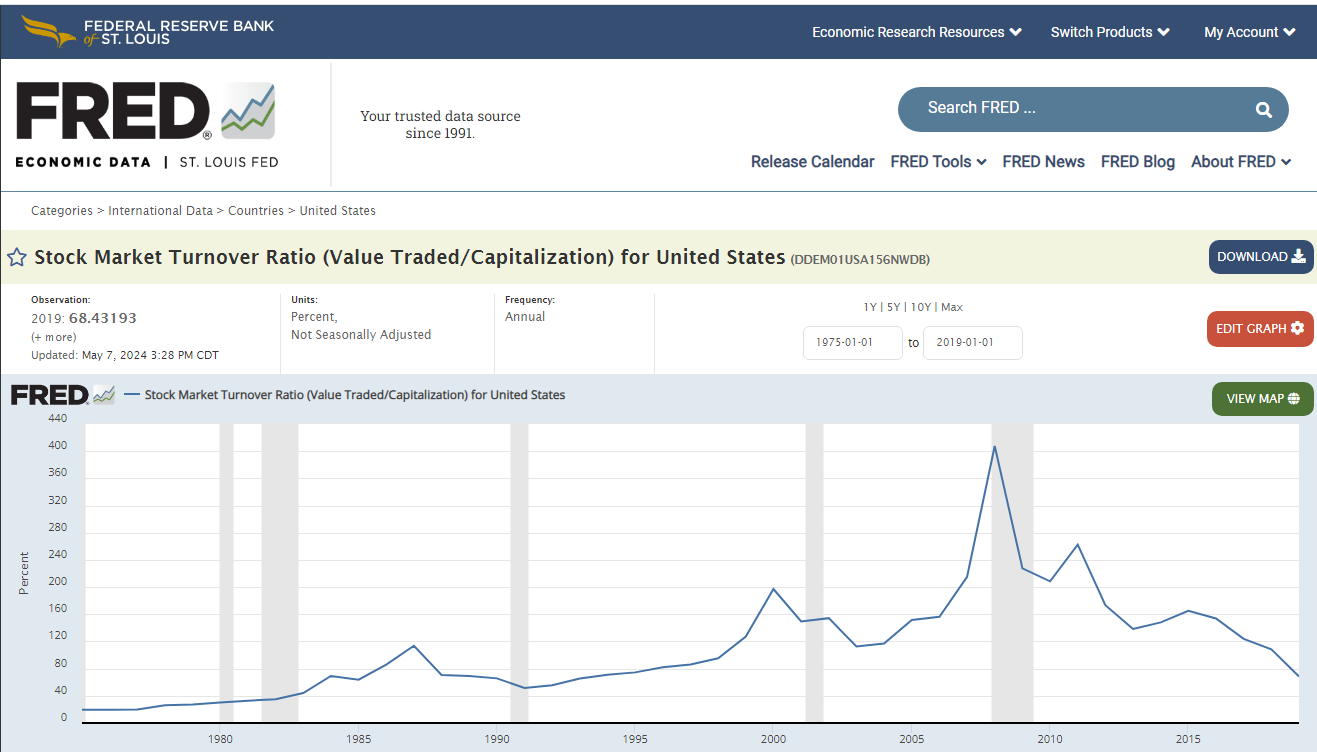 FEDERAL RESERVE BANK
of ST. LOUIS
Economic Research Resources
Switch Products
My Account
FRED®
ECONOMIC DATA | ST. LOUIS FED
Your trusted data source
since 1991.
Search FRED ...
Release Calendar
FRED Tools
FRED News
FRED Blog
About FRED
Categories > International Data > Countries > United States
Stock Market Turnover Ratio (Value Traded/Capitalization) for United States (DDEM01USA156NWDB)
DOWNLOAD
Observation:
2019: 68.43193
(+ more)
Updated: May 7, 2024 3:28 PM CDT
Units:
Percent,
Not Seasonally Adjusted
Frequency:
Annual
1Y | 5Y | 10Y | Max
1975-01-01 to 2019-01-01
EDIT GRAPH
FRED
Stock Market Turnover Ratio (Value Traded/Capitalization) for United States
VIEW MAP
440
400
360
320
280
240
200
160
120
80
40
0
Percent
1980
1985
1990
1995
2000
2005
2010
2015